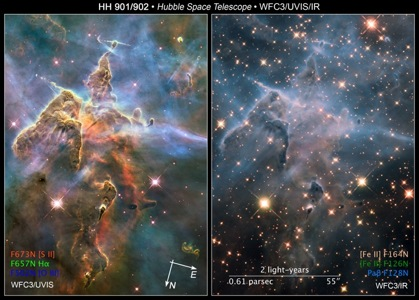 HH 901/902 • Hubble Space Telescope • WFC3/UVIS/IR
F673N [S II]
F657N Hα
WFC3/UVIS
E
N
2 light-years
0.61 parsec 55"
[Fe II] F164N
[Fe II] F126N
Paβ F128N
WFC3/IR